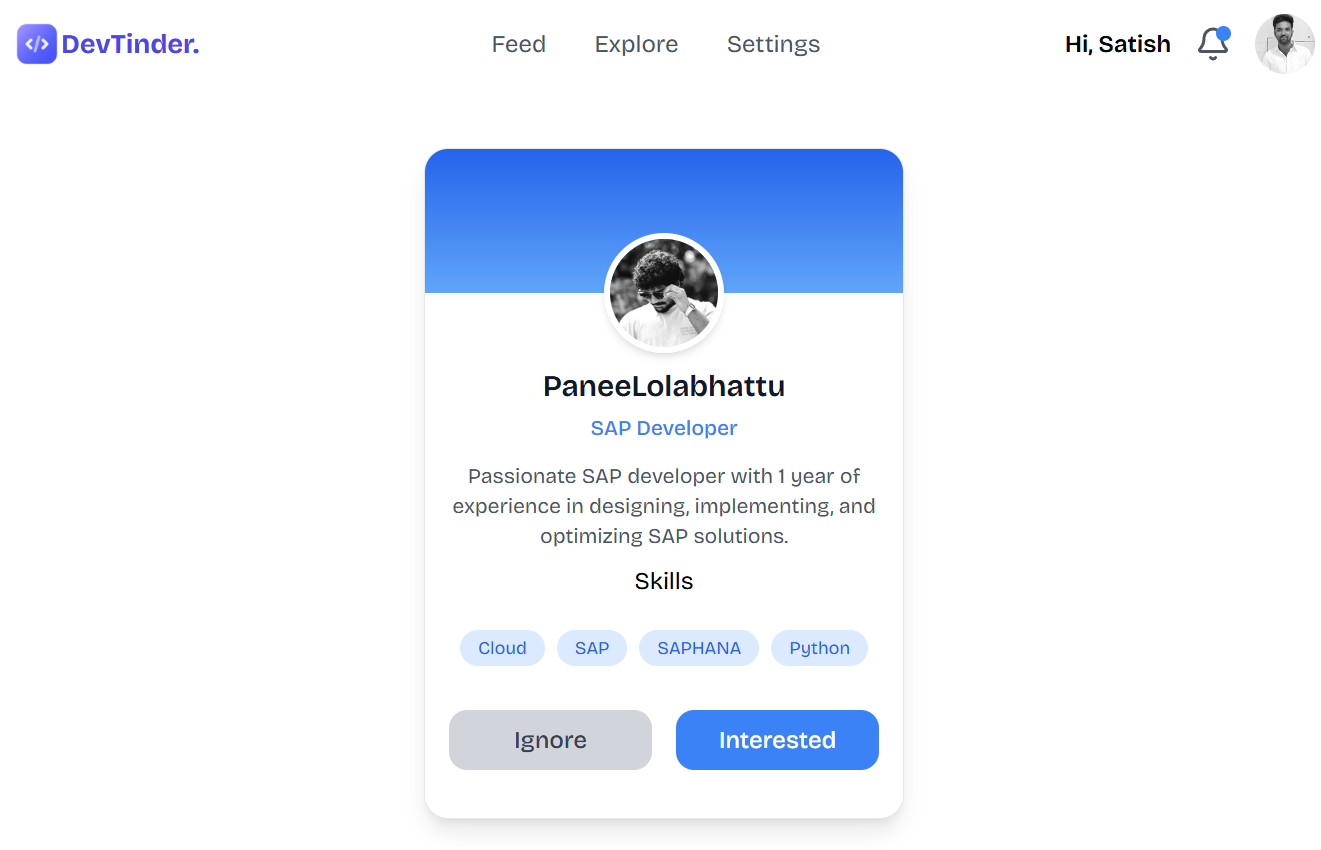 </> DevTinder.
Feed Explore Settings
Hi, Satish
PaneeLolabhattu
SAP Developer
Passionate SAP developer with 1 year of
experience in designing, implementing, and
optimizing SAP solutions.
Skills
Cloud SAP SAPHANA Python
Ignore Interested